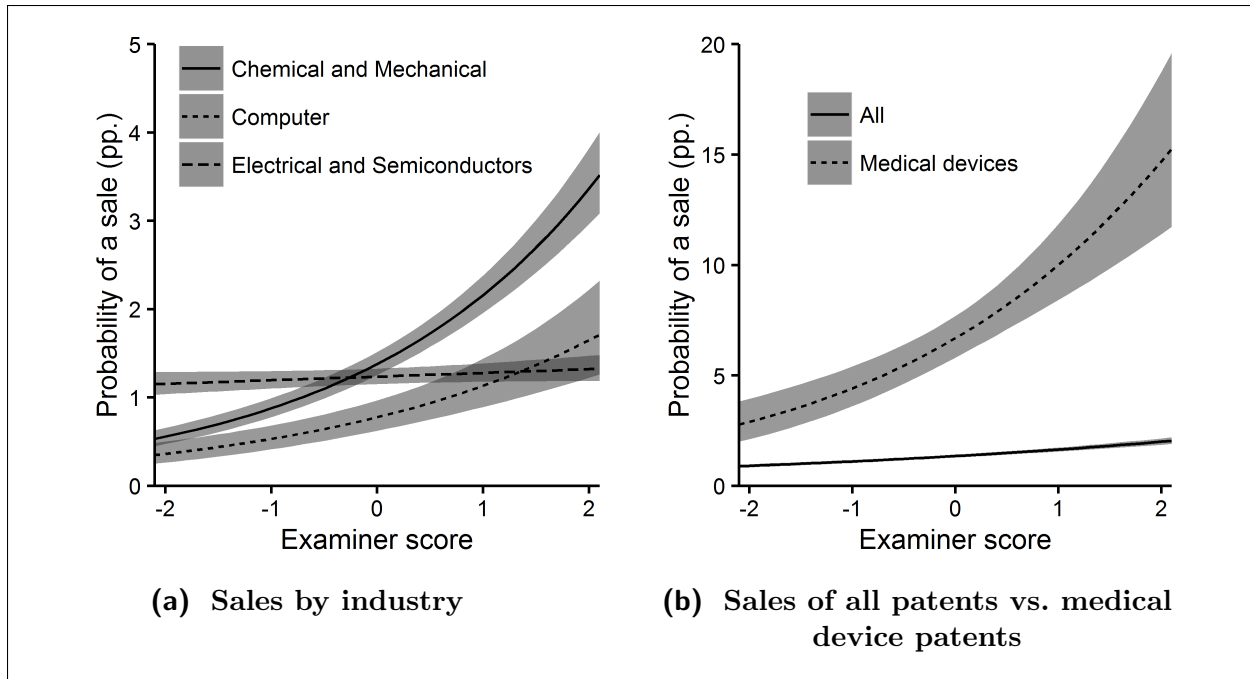 Probability of a sale (pp.)
5
4
3
2
1
0
Chemical and Mechanical
Computer
Electrical and Semiconductors
-2 -1 0 1 2
Examiner score
(a) Sales by industry
Probability of a sale (pp.)
20
15
10
5
0
All
Medical devices
-2 -1 0 1 2
Examiner score
(b) Sales of all patents vs. medical
device patents